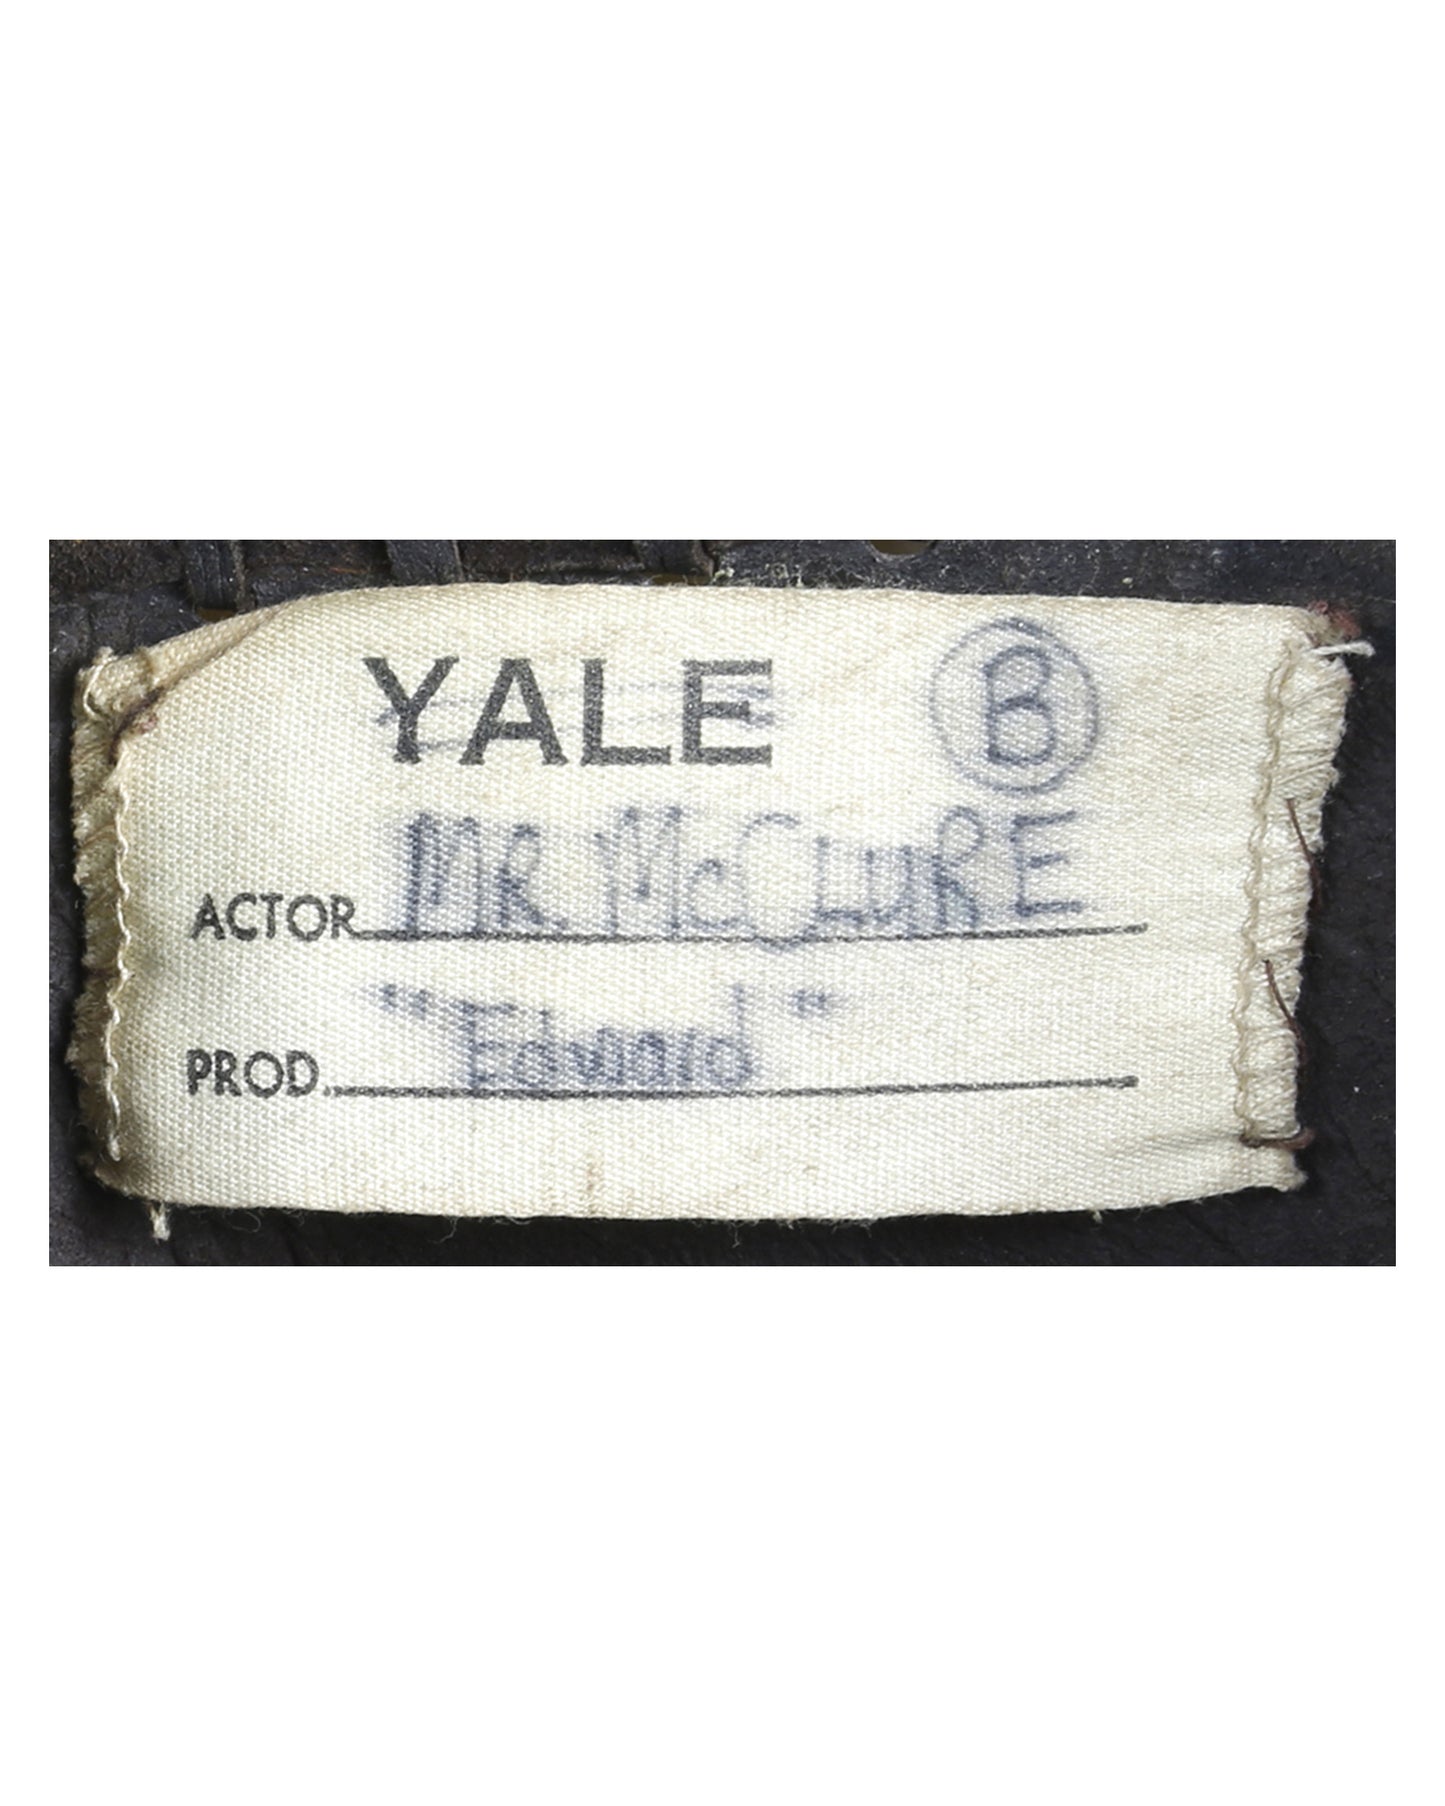 YALE B
ACTOR MR. McCLURE
PROD. "Edward"